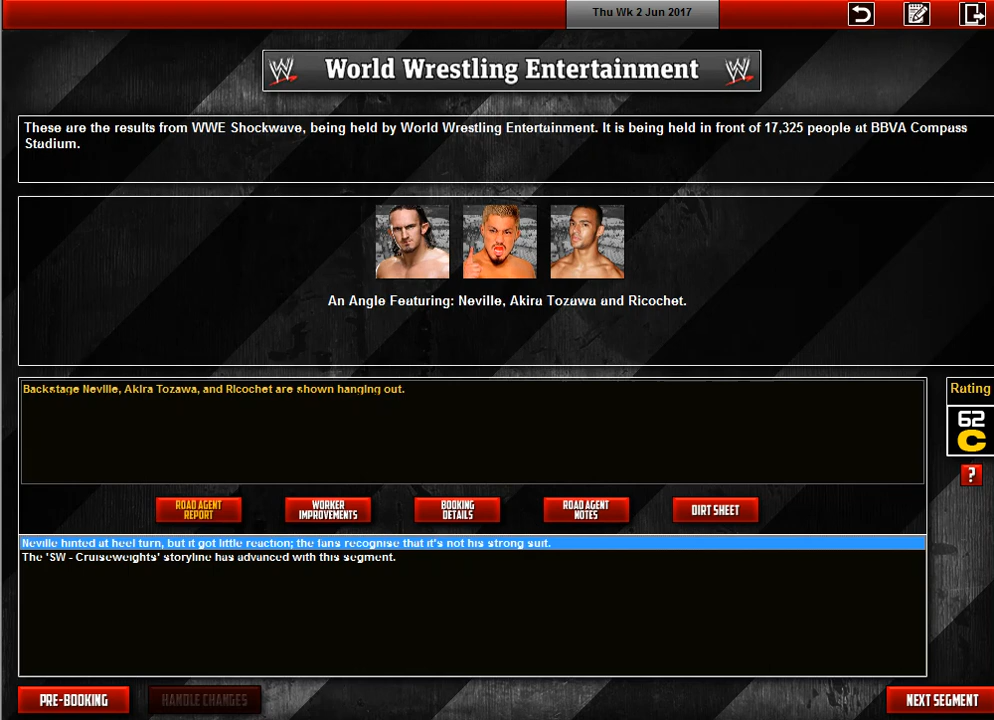 Thu Wk 2 Jun 2017
World Wrestling Entertainment
These are the results from WWE Shockwave, being held by World Wrestling Entertainment. It is being held in front of 17,325 people at BBVA Compass
Stadium.
An Angle Featuring: Neville, Akira Tozawa and Ricochet.
Backstage Neville, Akira Tozawa, and Ricochet are shown hanging out.
Rating
62
C
?
ROAD AGENT
REPORT
WORKER
IMPROVEMENTS
BOOKING
DETAILS
ROAD AGENT
NOTES
DIRT SHEET
Neville hinted at heel turn, but it got little reaction; the fans recognise that it's not his strong suit.
The 'SW - Cruiseweights' storyline has advanced with this segment.
PRE-BOOKING
HANDLE CHANGES
NEXT SEGMENT